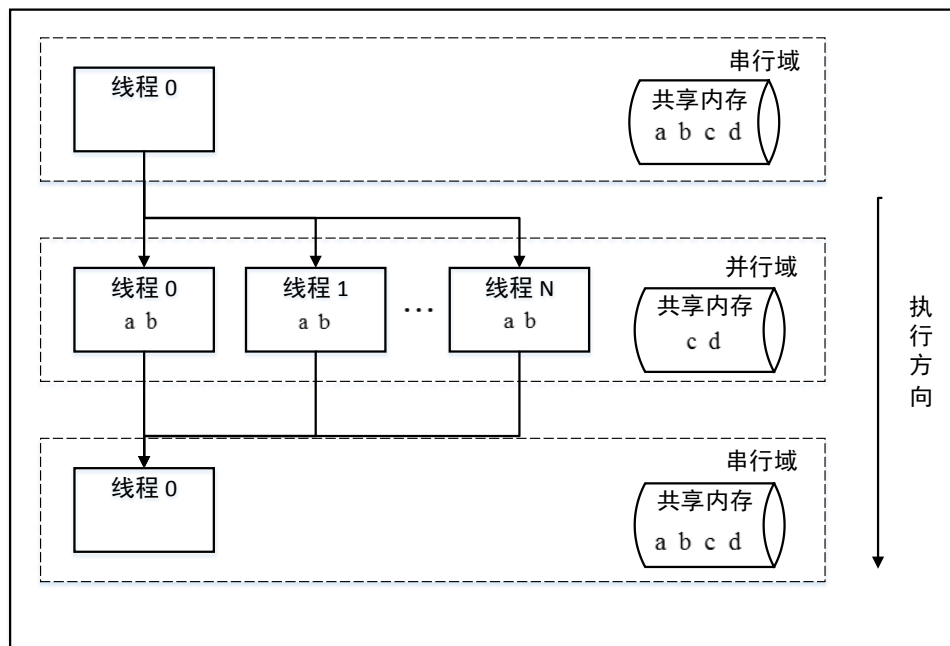 串行域
线程 0
共享内存
a b c d
并行域
线程 0
线程 1
线程 N
共享内存
a b
a b
...
a b
c d
执行方向
串行域
线程 0
共享内存
a b c d